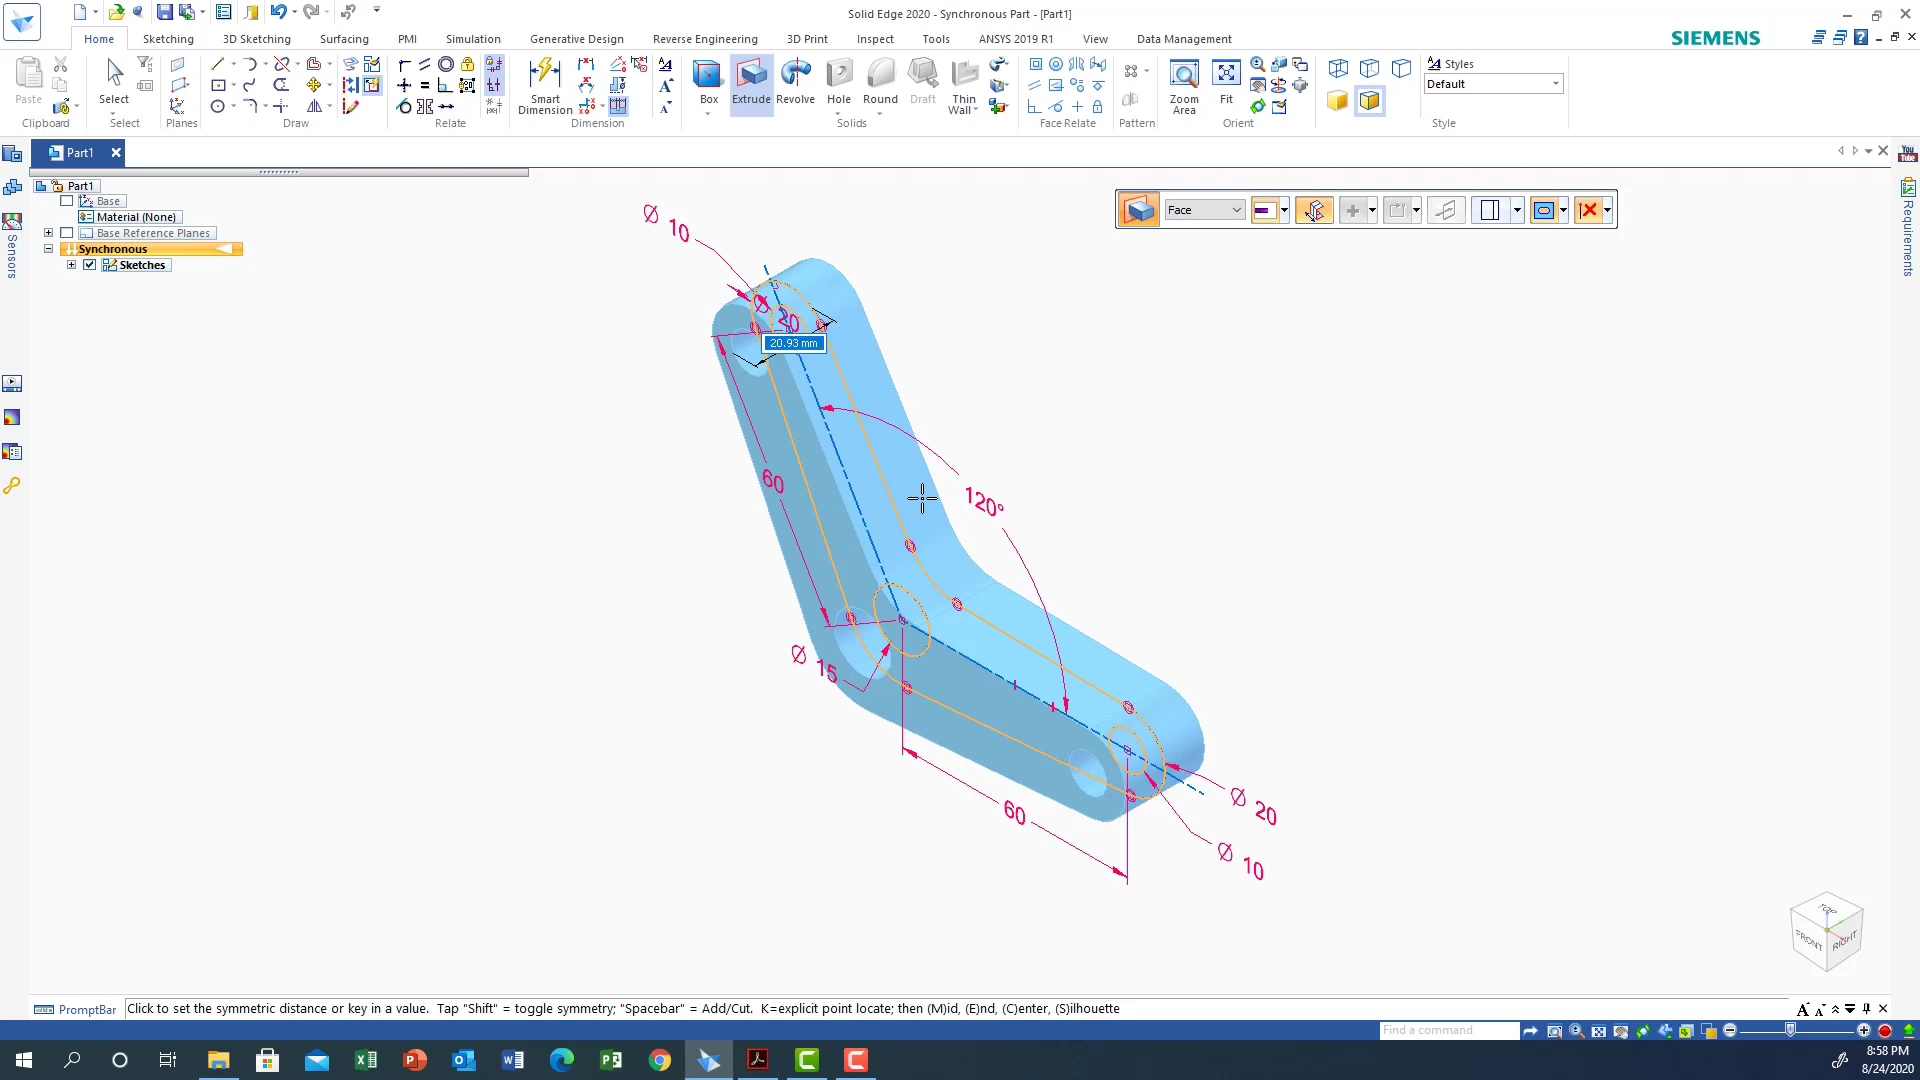 Solid Edge 2020 - Synchronous Part - [Part1]
Home
Sketching
3D Sketching
Surfacing
PMI
Simulation
Generative Design
Reverse Engineering
3D Print
Inspect
Tools
ANSYS 2019 R1
View
Data Management
SIEMENS
Paste
Clipboard
Select
Select
Planes
Draw
Relate
Smart
Dimension
Dimension
Box
Extrude
Revolve
Hole
Round
Draft
Thin
Wall
Solids
Face Relate
Pattern
Zoom
Area
Fit
Orient
Styles
Default
Style
Part1
Part1
Base
Material (None)
Base Reference Planes
Synchronous
Sketches
Sensors
You
Tube
Requirements
Face
Ø 10
Ø 20
20.93 mm
60
120°
Ø 15
60
Ø 20
Ø 10
TOP
FRONT
RIGHT
PromptBar
Click to set the symmetric distance or key in a value. Tap "Shift" = toggle symmetry; "Spacebar" = Add/Cut. K=explicit point locate; then (M)id, (E)nd, (C)enter, (S)ilhouette
Find a command
8:58 PM
8/24/2020